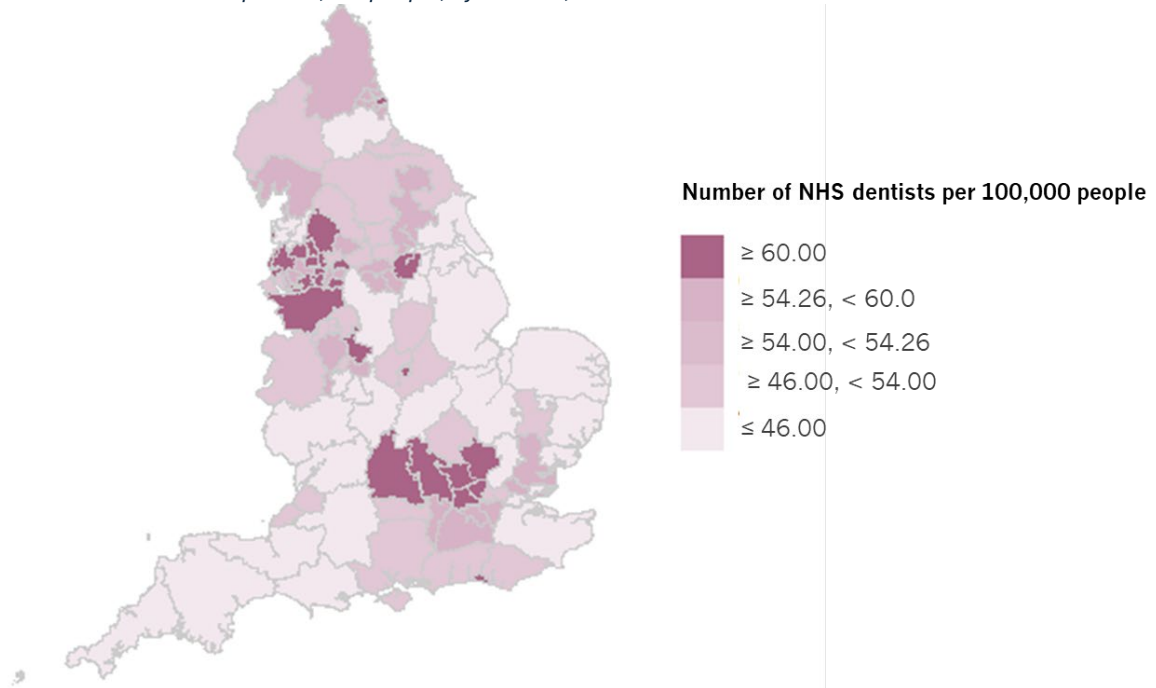 Number of NHS dentists per 100,000 people
≥ 60.00
≥ 54.26, < 60.0
≥ 54.00, < 54.26
≥ 46.00, < 54.00
≤ 46.00